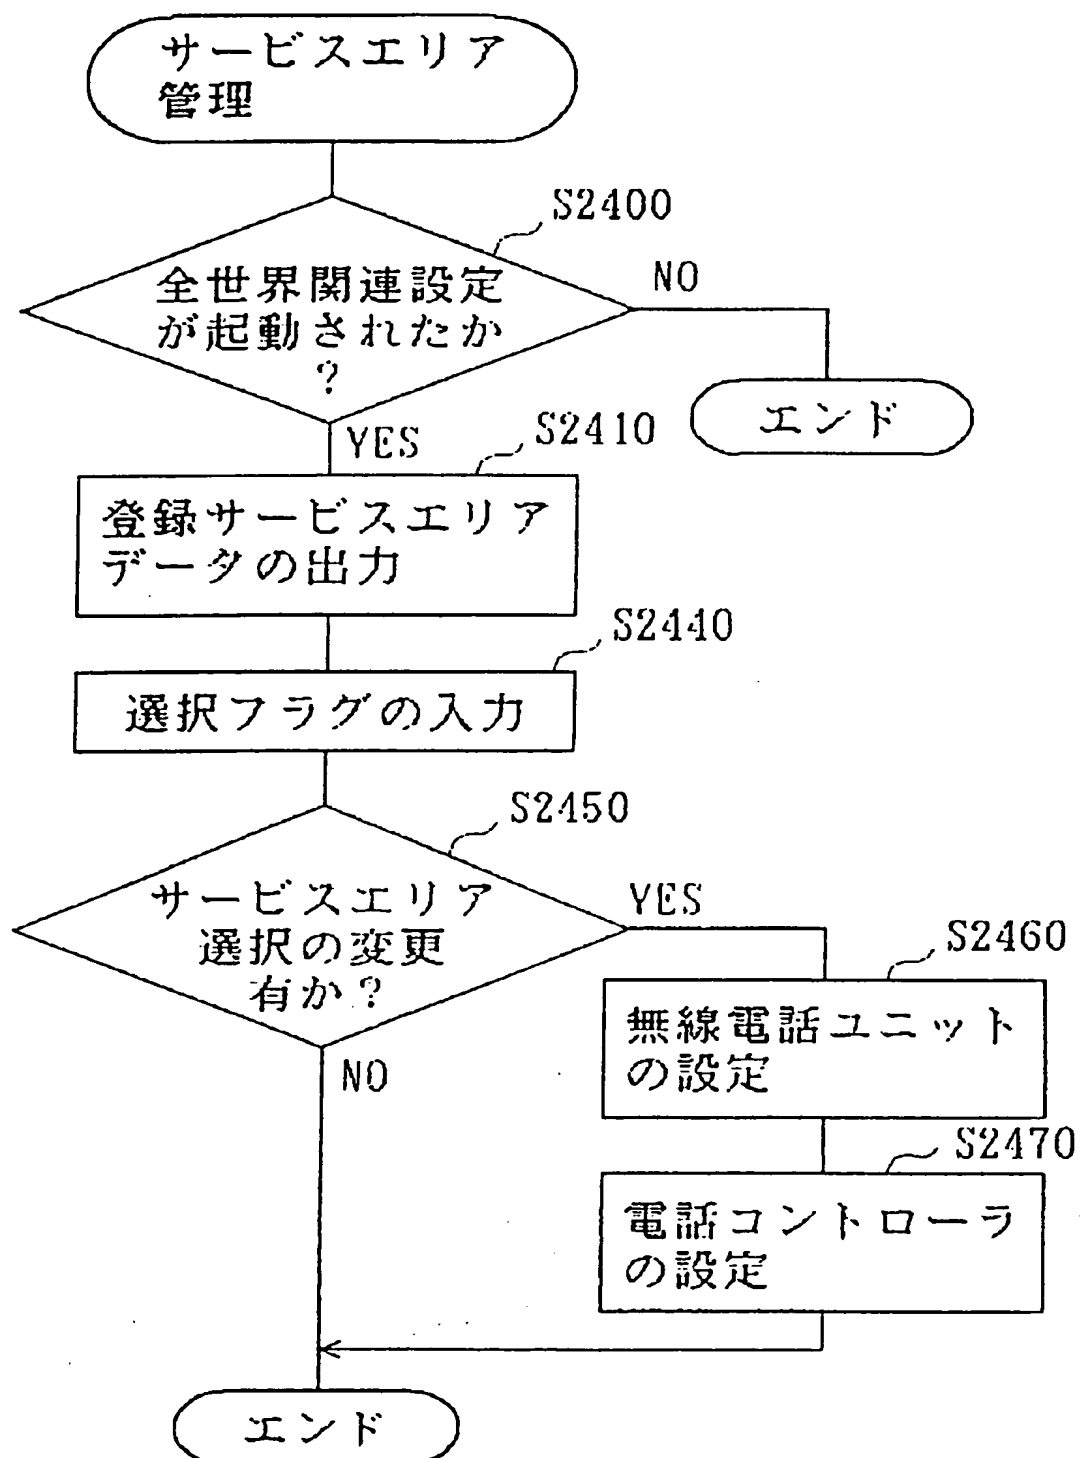 サービスエリア
管理
S2400
全世界関連設定
が起動されたか
?
NO
エンド
YES
S2410
登録サービスエリア
データの出力
S2440
選択フラグの入力
S2450
サービスエリア
選択の変更
有か?
YES
S2460
無線電話ユニット
の設定
NO
S2470
電話コントローラ
の設定
エンド